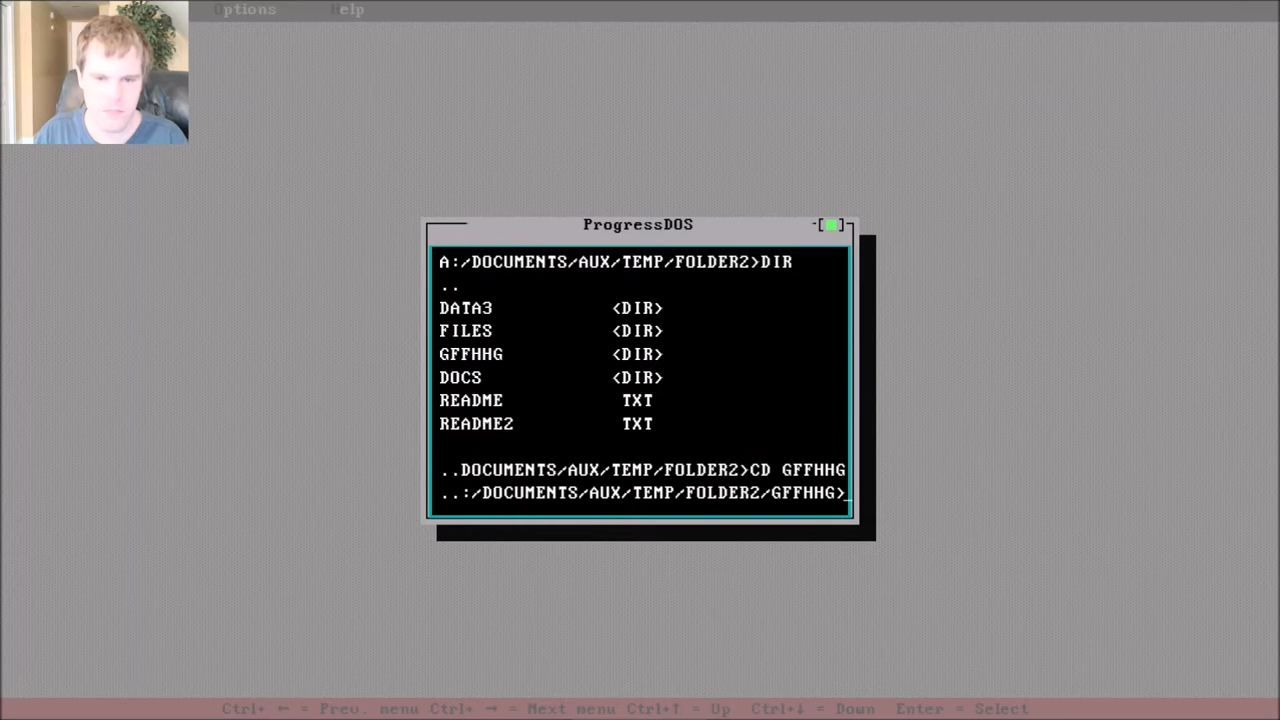 Options Help
ProgressDOS
A:/DOCUMENTS/AUX/TEMP/FOLDER2>DIR
..
DATA3 <DIR>
FILES <DIR>
GFFHHG <DIR>
DOCS <DIR>
README TXT
README2 TXT
..DOCUMENTS/AUX/TEMP/FOLDER2>CD GFFHHG
..:/DOCUMENTS/AUX/TEMP/FOLDER2/GFFHHG>_
Ctrl+ ← = Prev. menu Ctrl+ → = Next menu Ctrl+↑ = Up Ctrl+↓ = Down Enter = Select